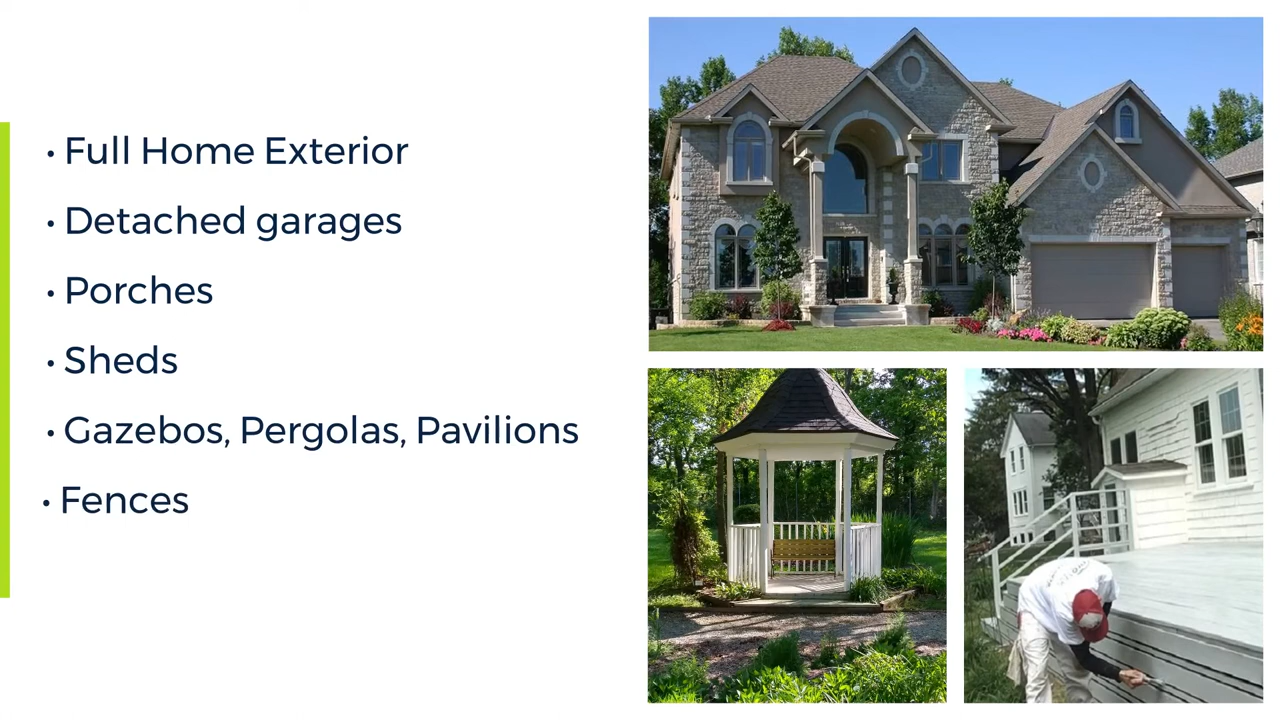 • Full Home Exterior
• Detached garages
• Porches
• Sheds
• Gazebos, Pergolas, Pavilions
• Fences